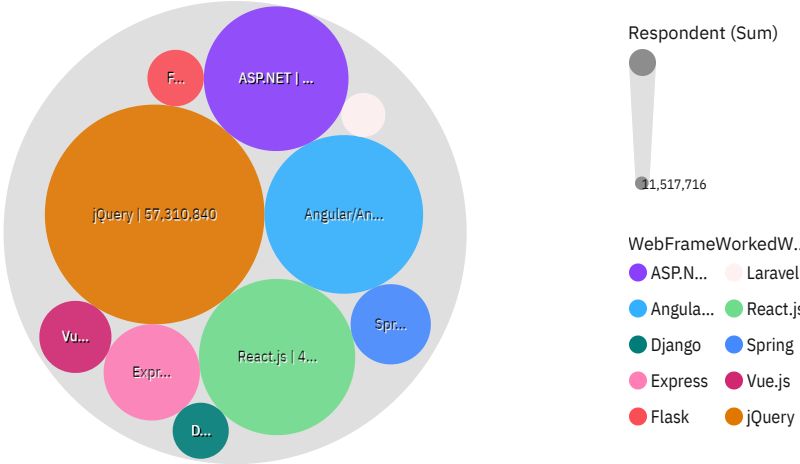 F...
ASP.NET | ...
jQuery | 57,310,840
Angular/An...
Vu...
Expr...
React.js | 4...
Spr...
D...
Respondent (Sum)
11,517,716
WebFrameWorkedW...
ASP.N...
Laravel
Angula...
React.js
Django
Spring
Express
Vue.js
Flask
jQuery